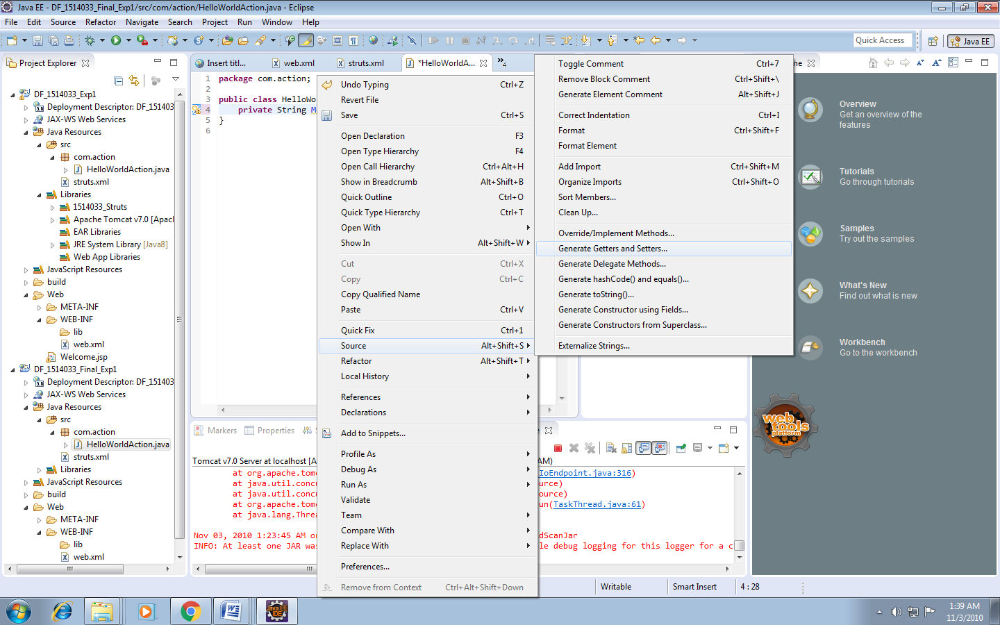 Java EE - DF_1514033_Final_Exp1/src/com/action/HelloWorldAction.java - Eclipse
File Edit Source Refactor Navigate Search Project Run Window Help
Quick Access
Java EE
Project Explorer
DF_1514033_Exp1
Deployment Descriptor: DF_15140
JAX-WS Web Services
Java Resources
src
com.action
HelloWorldAction.java
struts.xml
Libraries
1514033_Struts
Apache Tomcat v7.0 [Apacl
EAR Libraries
JRE System Library [Java8]
Web App Libraries
JavaScript Resources
build
Web
META-INF
WEB-INF
lib
web.xml
Welcome.jsp
DF_1514033_Final_Exp1
Deployment Descriptor: DF_15140
JAX-WS Web Services
Java Resources
src
com.action
HelloWorldAction.java
struts.xml
Libraries
JavaScript Resources
build
Web
META-INF
WEB-INF
lib
web.xml
Insert titl... web.xml struts.xml *HelloWorldA... »4
1 package com.action;
2
3 public class HelloWo
4 private String M
5 }
6
Undo Typing Ctrl+Z
Revert File
Save Ctrl+S
Open Declaration F3
Open Type Hierarchy F4
Open Call Hierarchy Ctrl+Alt+H
Show in Breadcrumb Alt+Shift+B
Quick Outline Ctrl+O
Quick Type Hierarchy Ctrl+T
Open With
Show In Alt+Shift+W
Cut Ctrl+X
Copy Ctrl+C
Copy Qualified Name
Paste Ctrl+V
Quick Fix Ctrl+1
Source Alt+Shift+S
Refactor Alt+Shift+T
Local History
References
Declarations
Add to Snippets...
Profile As
Debug As
Run As
Validate
Team
Compare With
Replace With
Preferences...
Remove from Context Ctrl+Alt+Shift+Down
Toggle Comment Ctrl+7
Remove Block Comment Ctrl+Shift+\
Generate Element Comment Alt+Shift+J
Correct Indentation Ctrl+I
Format Ctrl+Shift+F
Format Element
Add Import Ctrl+Shift+M
Organize Imports Ctrl+Shift+O
Sort Members...
Clean Up...
Override/Implement Methods...
Generate Getters and Setters...
Generate Delegate Methods...
Generate hashCode() and equals()...
Generate toString()...
Generate Constructor using Fields...
Generate Constructors from Superclass...
Externalize Strings...
Overview
Get an overview of the
features
Tutorials
Go through tutorials
Samples
Try out the samples
What's New
Find out what is new
Workbench
Go to the workbench
web
tools
platform
Markers Properties
Tomcat v7.0 Server at localhost [A AM)
at org.apache.tom IoEndpoint.java:316)
at java.util.conc urce)
at java.util.conc ource)
at org.apache.tom un(TaskThread.java:61)
at java.lang.Threa
Nov 03, 2010 1:23:45 AM o dScanJar
INFO: At least one JAR wa le debug logging for this logger for a c
Writable Smart Insert 4 : 28
Java EE
IDE
1:39 AM
11/3/2010